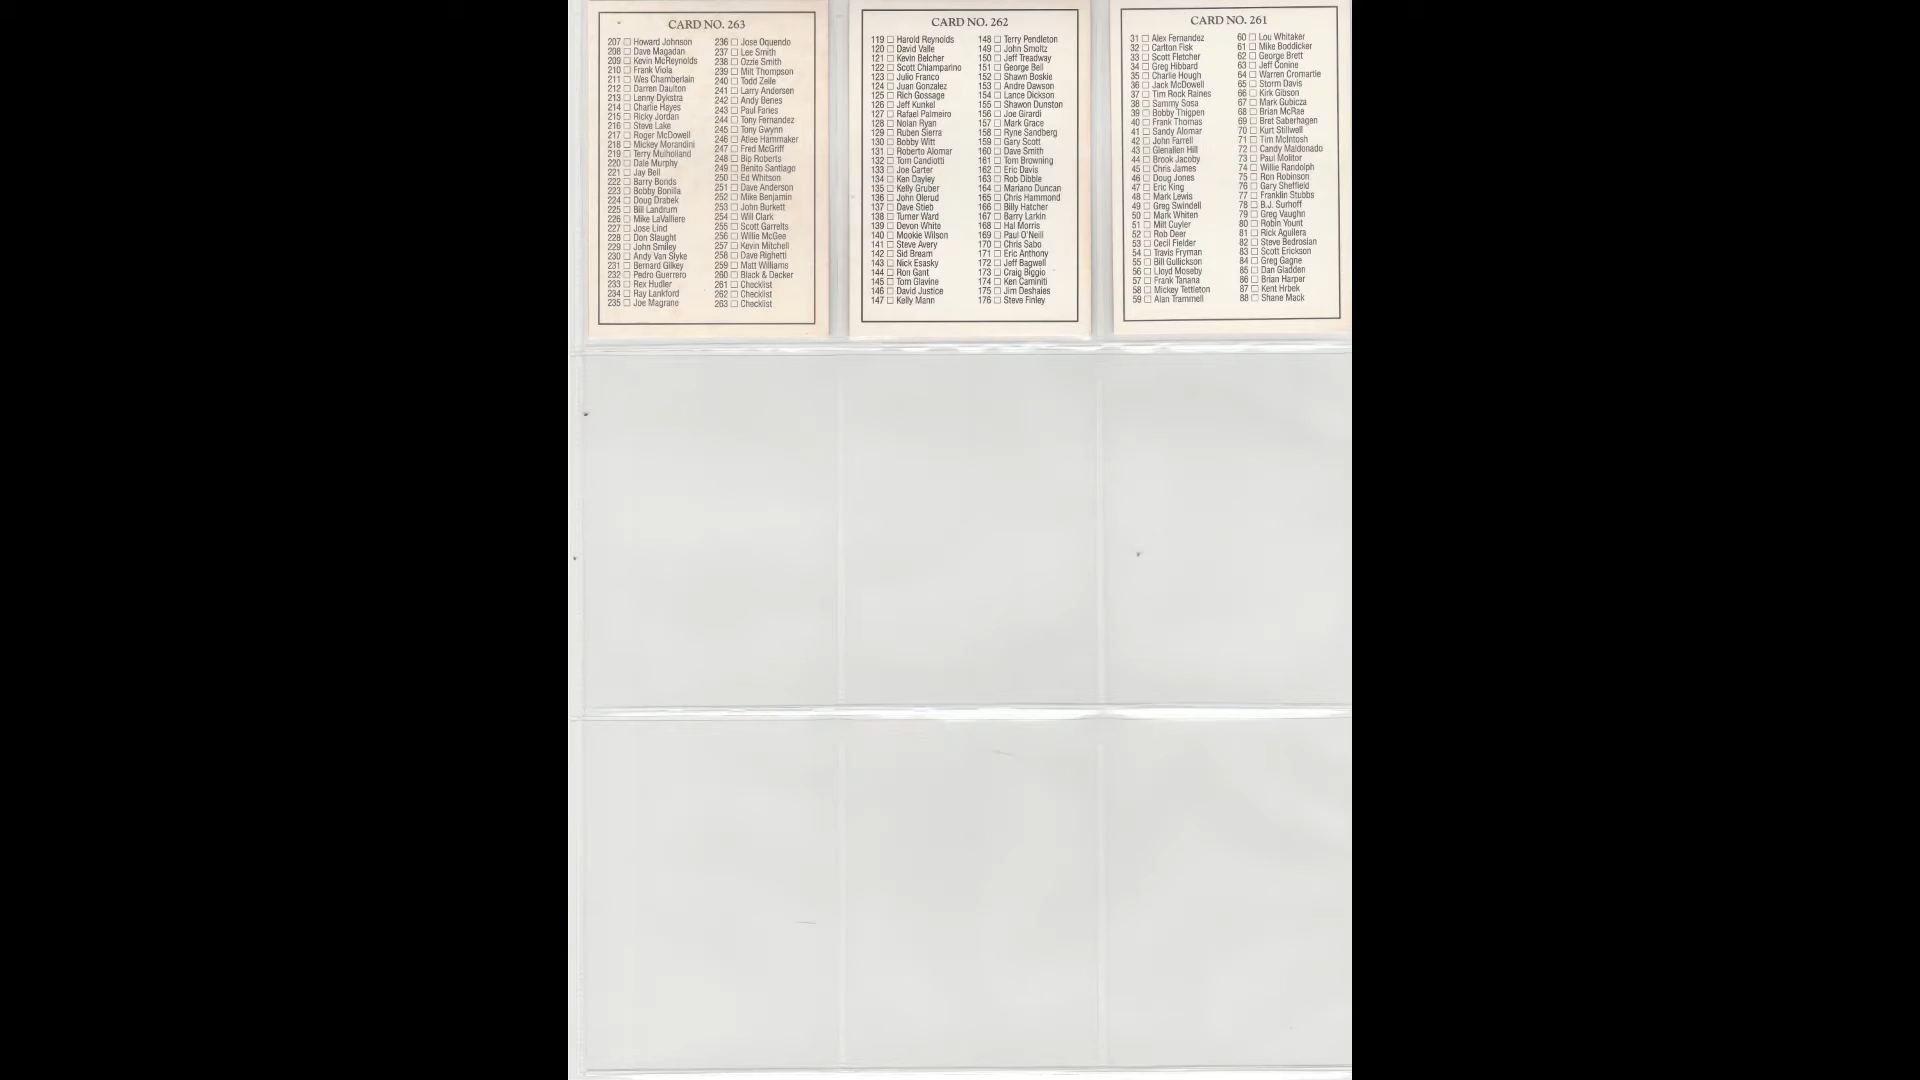 CARD NO. 263
207 ☐ Howard Johnson
208 ☐ Dave Magadan
209 ☐ Kevin McReynolds
210 ☐ Frank Viola
211 ☐ Wes Chamberlain
212 ☐ Darren Daulton
213 ☐ Lenny Dykstra
214 ☐ Charlie Hayes
215 ☐ Ricky Jordan
216 ☐ Steve Lake
217 ☐ Roger McDowell
218 ☐ Mickey Morandini
219 ☐ Terry Mulholland
220 ☐ Dale Murphy
221 ☐ Jay Bell
222 ☐ Barry Bonds
223 ☐ Bobby Bonilla
224 ☐ Doug Drabek
225 ☐ Bill Landrum
226 ☐ Mike LaValliere
227 ☐ Jose Lind
228 ☐ Don Slaught
229 ☐ John Smiley
230 ☐ Andy Van Slyke
231 ☐ Bernard Gilkey
232 ☐ Pedro Guerrero
233 ☐ Rex Hudler
234 ☐ Ray Lankford
235 ☐ Joe Magrane
236 ☐ Jose Oquendo
237 ☐ Lee Smith
238 ☐ Ozzie Smith
239 ☐ Milt Thompson
240 ☐ Todd Zeile
241 ☐ Larry Andersen
242 ☐ Andy Benes
243 ☐ Paul Faries
244 ☐ Tony Fernandez
245 ☐ Tony Gwynn
246 ☐ Atlee Hammaker
247 ☐ Fred McGriff
248 ☐ Bip Roberts
249 ☐ Benito Santiago
250 ☐ Ed Whitson
251 ☐ Dave Anderson
252 ☐ Mike Benjamin
253 ☐ John Burkett
254 ☐ Will Clark
255 ☐ Scott Garrelts
256 ☐ Willie McGee
257 ☐ Kevin Mitchell
258 ☐ Dave Righetti
259 ☐ Matt Williams
260 ☐ Black & Decker
261 ☐ Checklist
262 ☐ Checklist
263 ☐ Checklist
CARD NO. 262
119 ☐ Harold Reynolds
120 ☐ David Valle
121 ☐ Kevin Belcher
122 ☐ Scott Chiamparino
123 ☐ Julio Franco
124 ☐ Juan Gonzalez
125 ☐ Rich Gossage
126 ☐ Jeff Kunkel
127 ☐ Rafael Palmeiro
128 ☐ Nolan Ryan
129 ☐ Ruben Sierra
130 ☐ Bobby Witt
131 ☐ Roberto Alomar
132 ☐ Tom Candiotti
133 ☐ Joe Carter
134 ☐ Ken Dayley
135 ☐ Kelly Gruber
136 ☐ John Olerud
137 ☐ Dave Stieb
138 ☐ Turner Ward
139 ☐ Devon White
140 ☐ Mookie Wilson
141 ☐ Steve Avery
142 ☐ Sid Bream
143 ☐ Nick Esasky
144 ☐ Ron Gant
145 ☐ Tom Glavine
146 ☐ David Justice
147 ☐ Kelly Mann
148 ☐ Terry Pendleton
149 ☐ John Smoltz
150 ☐ Jeff Treadway
151 ☐ George Bell
152 ☐ Shawn Boskie
153 ☐ Andre Dawson
154 ☐ Lance Dickson
155 ☐ Shawon Dunston
156 ☐ Joe Girardi
157 ☐ Mark Grace
158 ☐ Ryne Sandberg
159 ☐ Gary Scott
160 ☐ Dave Smith
161 ☐ Tom Browning
162 ☐ Eric Davis
163 ☐ Rob Dibble
164 ☐ Mariano Duncan
165 ☐ Chris Hammond
166 ☐ Billy Hatcher
167 ☐ Barry Larkin
168 ☐ Hal Morris
169 ☐ Paul O'Neill
170 ☐ Chris Sabo
171 ☐ Eric Anthony
172 ☐ Jeff Bagwell
173 ☐ Craig Biggio
174 ☐ Ken Caminiti
175 ☐ Jim Deshaies
176 ☐ Steve Finley
CARD NO. 261
31 ☐ Alex Fernandez
32 ☐ Carlton Fisk
33 ☐ Scott Fletcher
34 ☐ Greg Hibbard
35 ☐ Charlie Hough
36 ☐ Jack McDowell
37 ☐ Tim Rock Raines
38 ☐ Sammy Sosa
39 ☐ Bobby Thigpen
40 ☐ Frank Thomas
41 ☐ Sandy Alomar
42 ☐ John Farrell
43 ☐ Glenallen Hill
44 ☐ Brook Jacoby
45 ☐ Chris James
46 ☐ Doug Jones
47 ☐ Eric King
48 ☐ Mark Lewis
49 ☐ Greg Swindell
50 ☐ Mark Whiten
51 ☐ Milt Cuyler
52 ☐ Rob Deer
53 ☐ Cecil Fielder
54 ☐ Travis Fryman
55 ☐ Bill Gullickson
56 ☐ Lloyd Moseby
57 ☐ Frank Tanana
58 ☐ Mickey Tettleton
59 ☐ Alan Trammell
60 ☐ Lou Whitaker
61 ☐ Mike Boddicker
62 ☐ George Brett
63 ☐ Jeff Conine
64 ☐ Warren Cromartie
65 ☐ Storm Davis
66 ☐ Kirk Gibson
67 ☐ Mark Gubicza
68 ☐ Brian McRae
69 ☐ Bret Saberhagen
70 ☐ Kurt Stillwell
71 ☐ Tim McIntosh
72 ☐ Candy Maldonado
73 ☐ Paul Molitor
74 ☐ Willie Randolph
75 ☐ Ron Robinson
76 ☐ Gary Sheffield
77 ☐ Franklin Stubbs
78 ☐ B.J. Surhoff
79 ☐ Greg Vaughn
80 ☐ Robin Yount
81 ☐ Rick Aguilera
82 ☐ Steve Bedrosian
83 ☐ Scott Erickson
84 ☐ Greg Gagne
85 ☐ Dan Gladden
86 ☐ Brian Harper
87 ☐ Kent Hrbek
88 ☐ Shane Mack